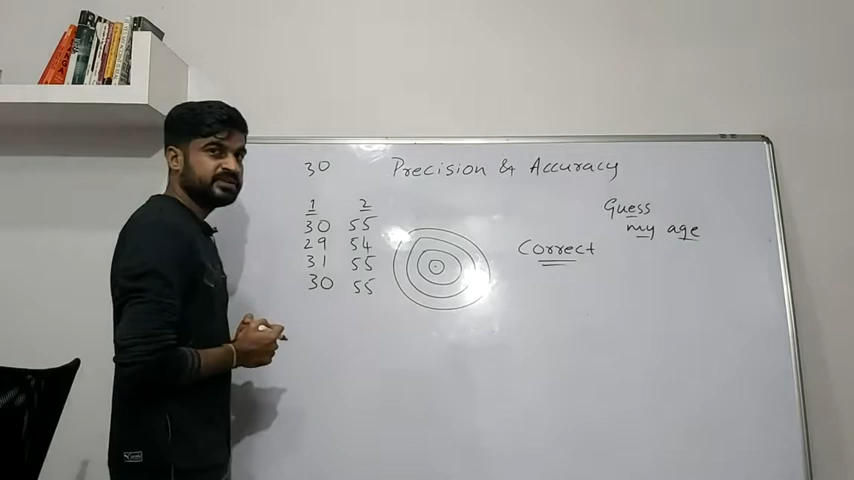 30 Precision & Accuracy
1 2
30 55
29 54
31 55
30 55
Correct
Guess
my age